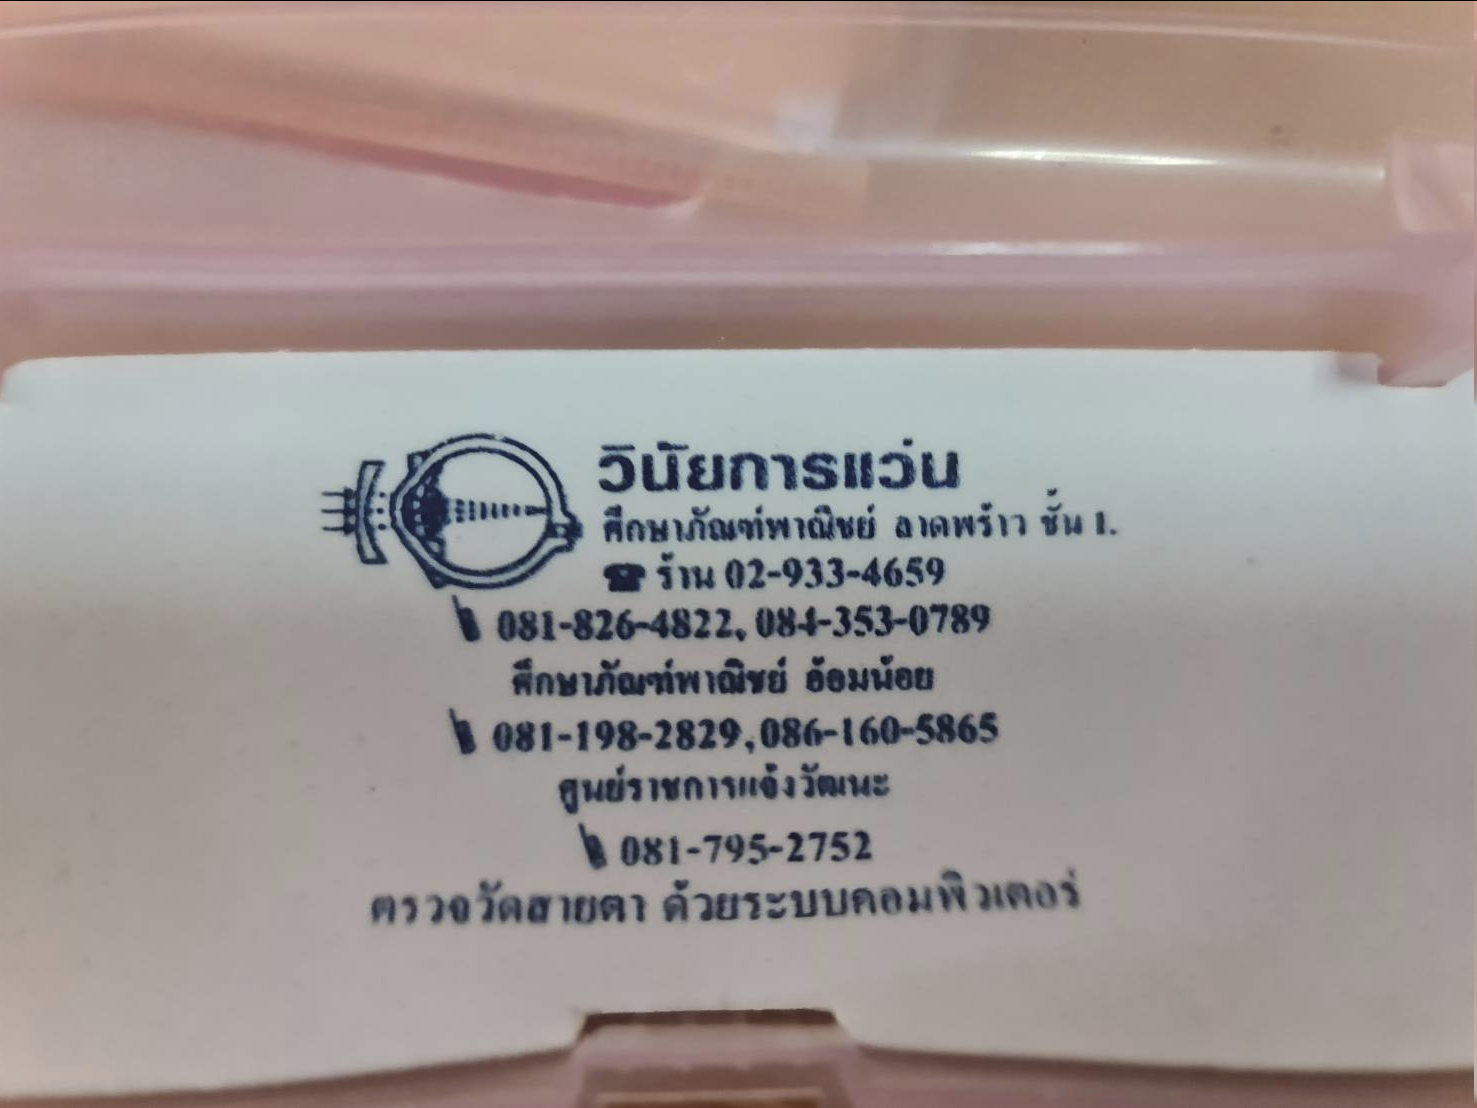 วินัยการแว่น
ศึกษาภัณฑ์พาณิชย์ ลาดพร้าว ชั้น 1.
☎ ร้าน 02-933-4659
081-826-4822, 084-353-0789
ศึกษาภัณฑ์พาณิชย์ อ้อมน้อย
081-198-2829,086-160-5865
ศูนย์ราชการแจ้งวัฒนะ
081-795-2752
ตรวจวัดสายตา ด้วยระบบคอมพิวเตอร์